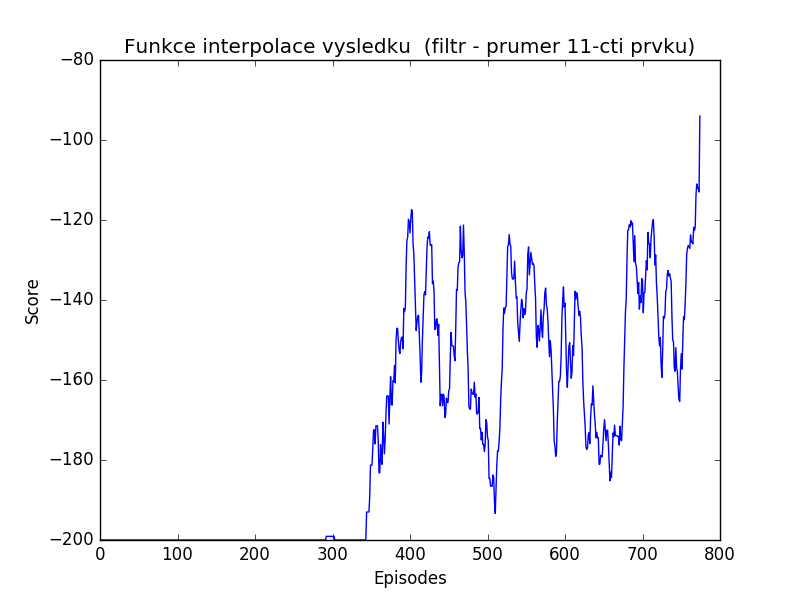 Funkce interpolace vysledku  (filtr - prumer 11-cti prvku)
−80
−100
−120
−140
−160
−180
−200
Score
0 100 200 300 400 500 600 700 800
Episodes